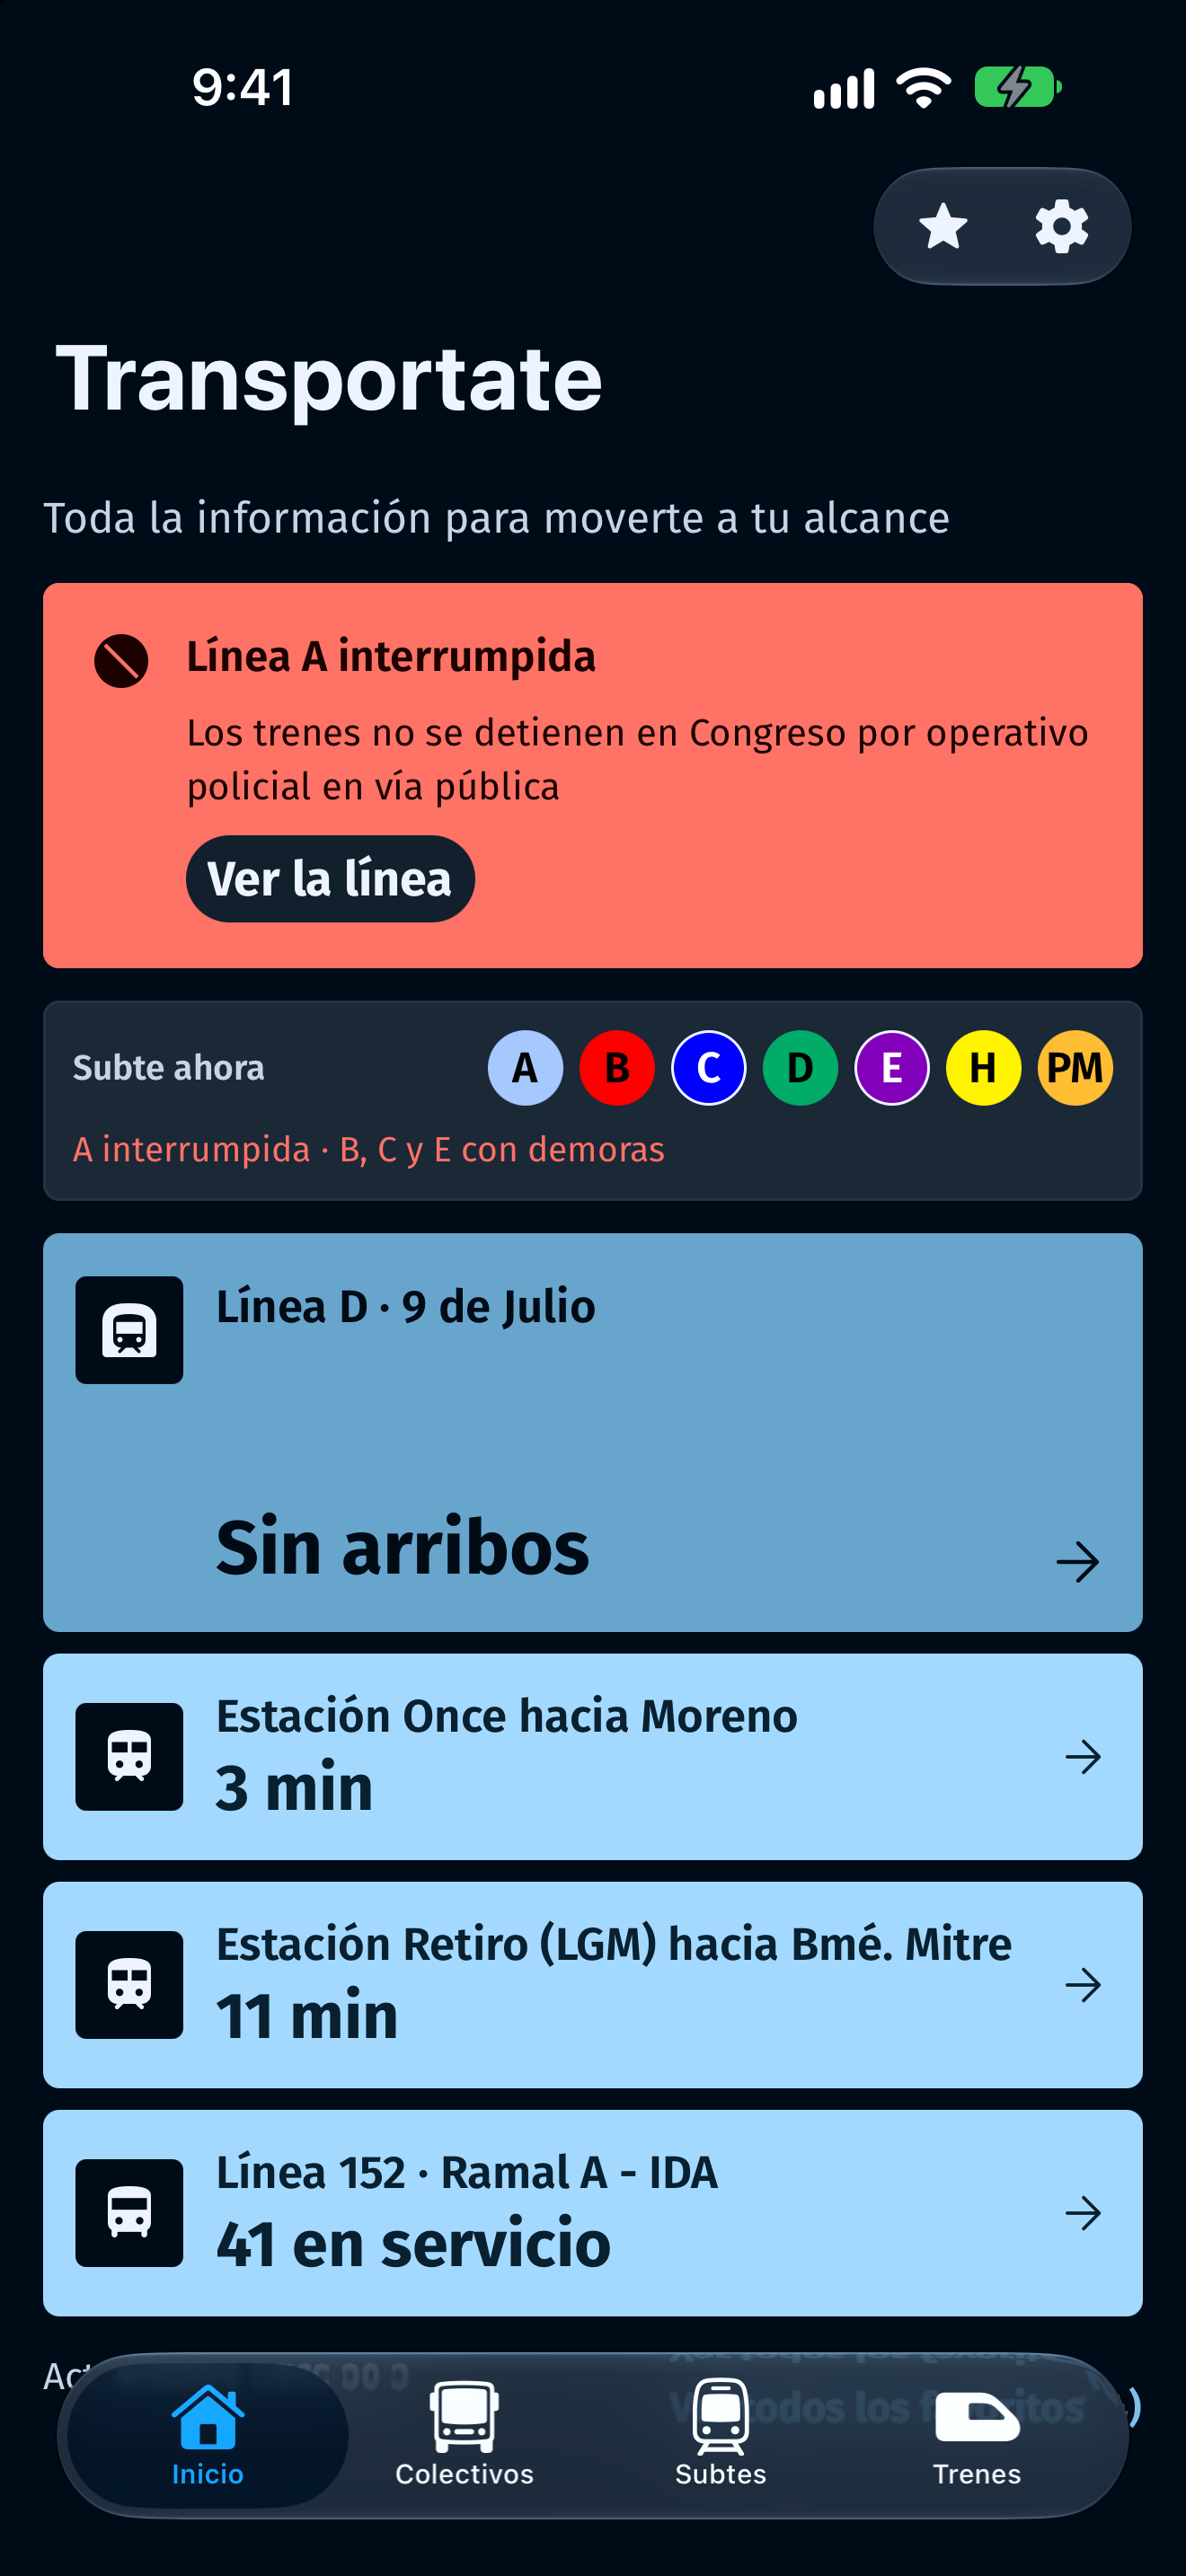 9:41
Transportate
Toda la información para moverte a tu alcance
Línea A interrumpida
Los trenes no se detienen en Congreso por operativo
policial en vía pública
Ver la línea
Subte ahora
A B C D E H PM
A interrumpida · B, C y E con demoras
Línea D · 9 de Julio
Sin arribos
Estación Once hacia Moreno
3 min
Estación Retiro (LGM) hacia Bmé. Mitre
11 min
Línea 152 · Ramal A - IDA
41 en servicio
todos los
Inicio Colectivos Subtes Trenes